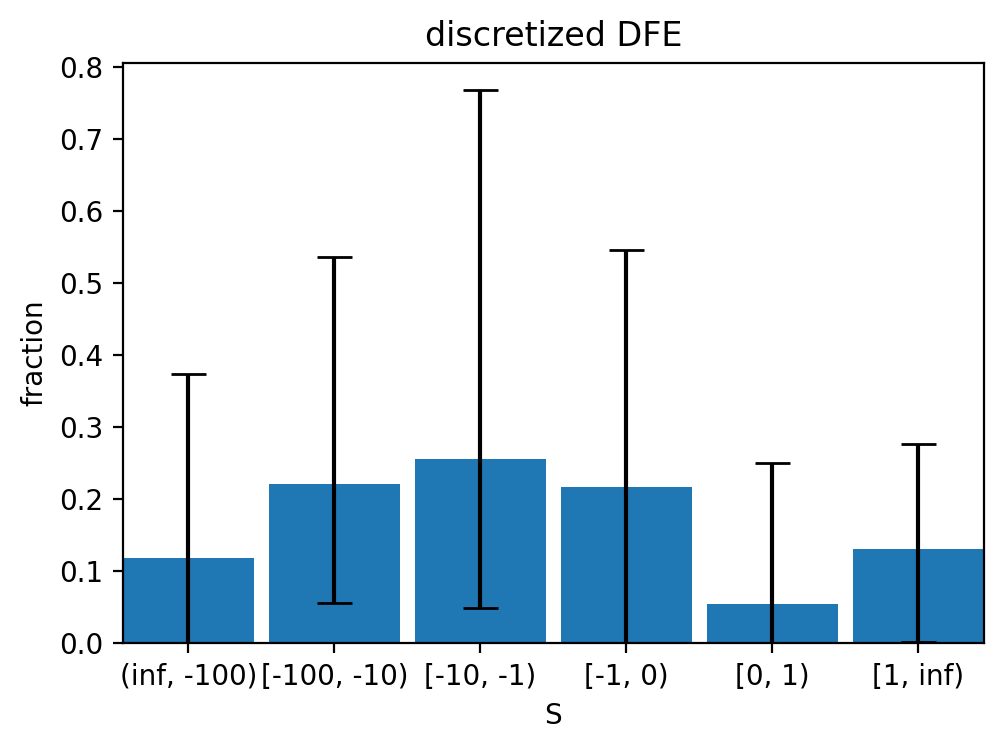 discretized DFE
fraction
0.8
0.7
0.6
0.5
0.4
0.3
0.2
0.1
0.0
(inf, -100) [-100, -10) [-10, -1) [-1, 0) [0, 1) [1, inf)
S